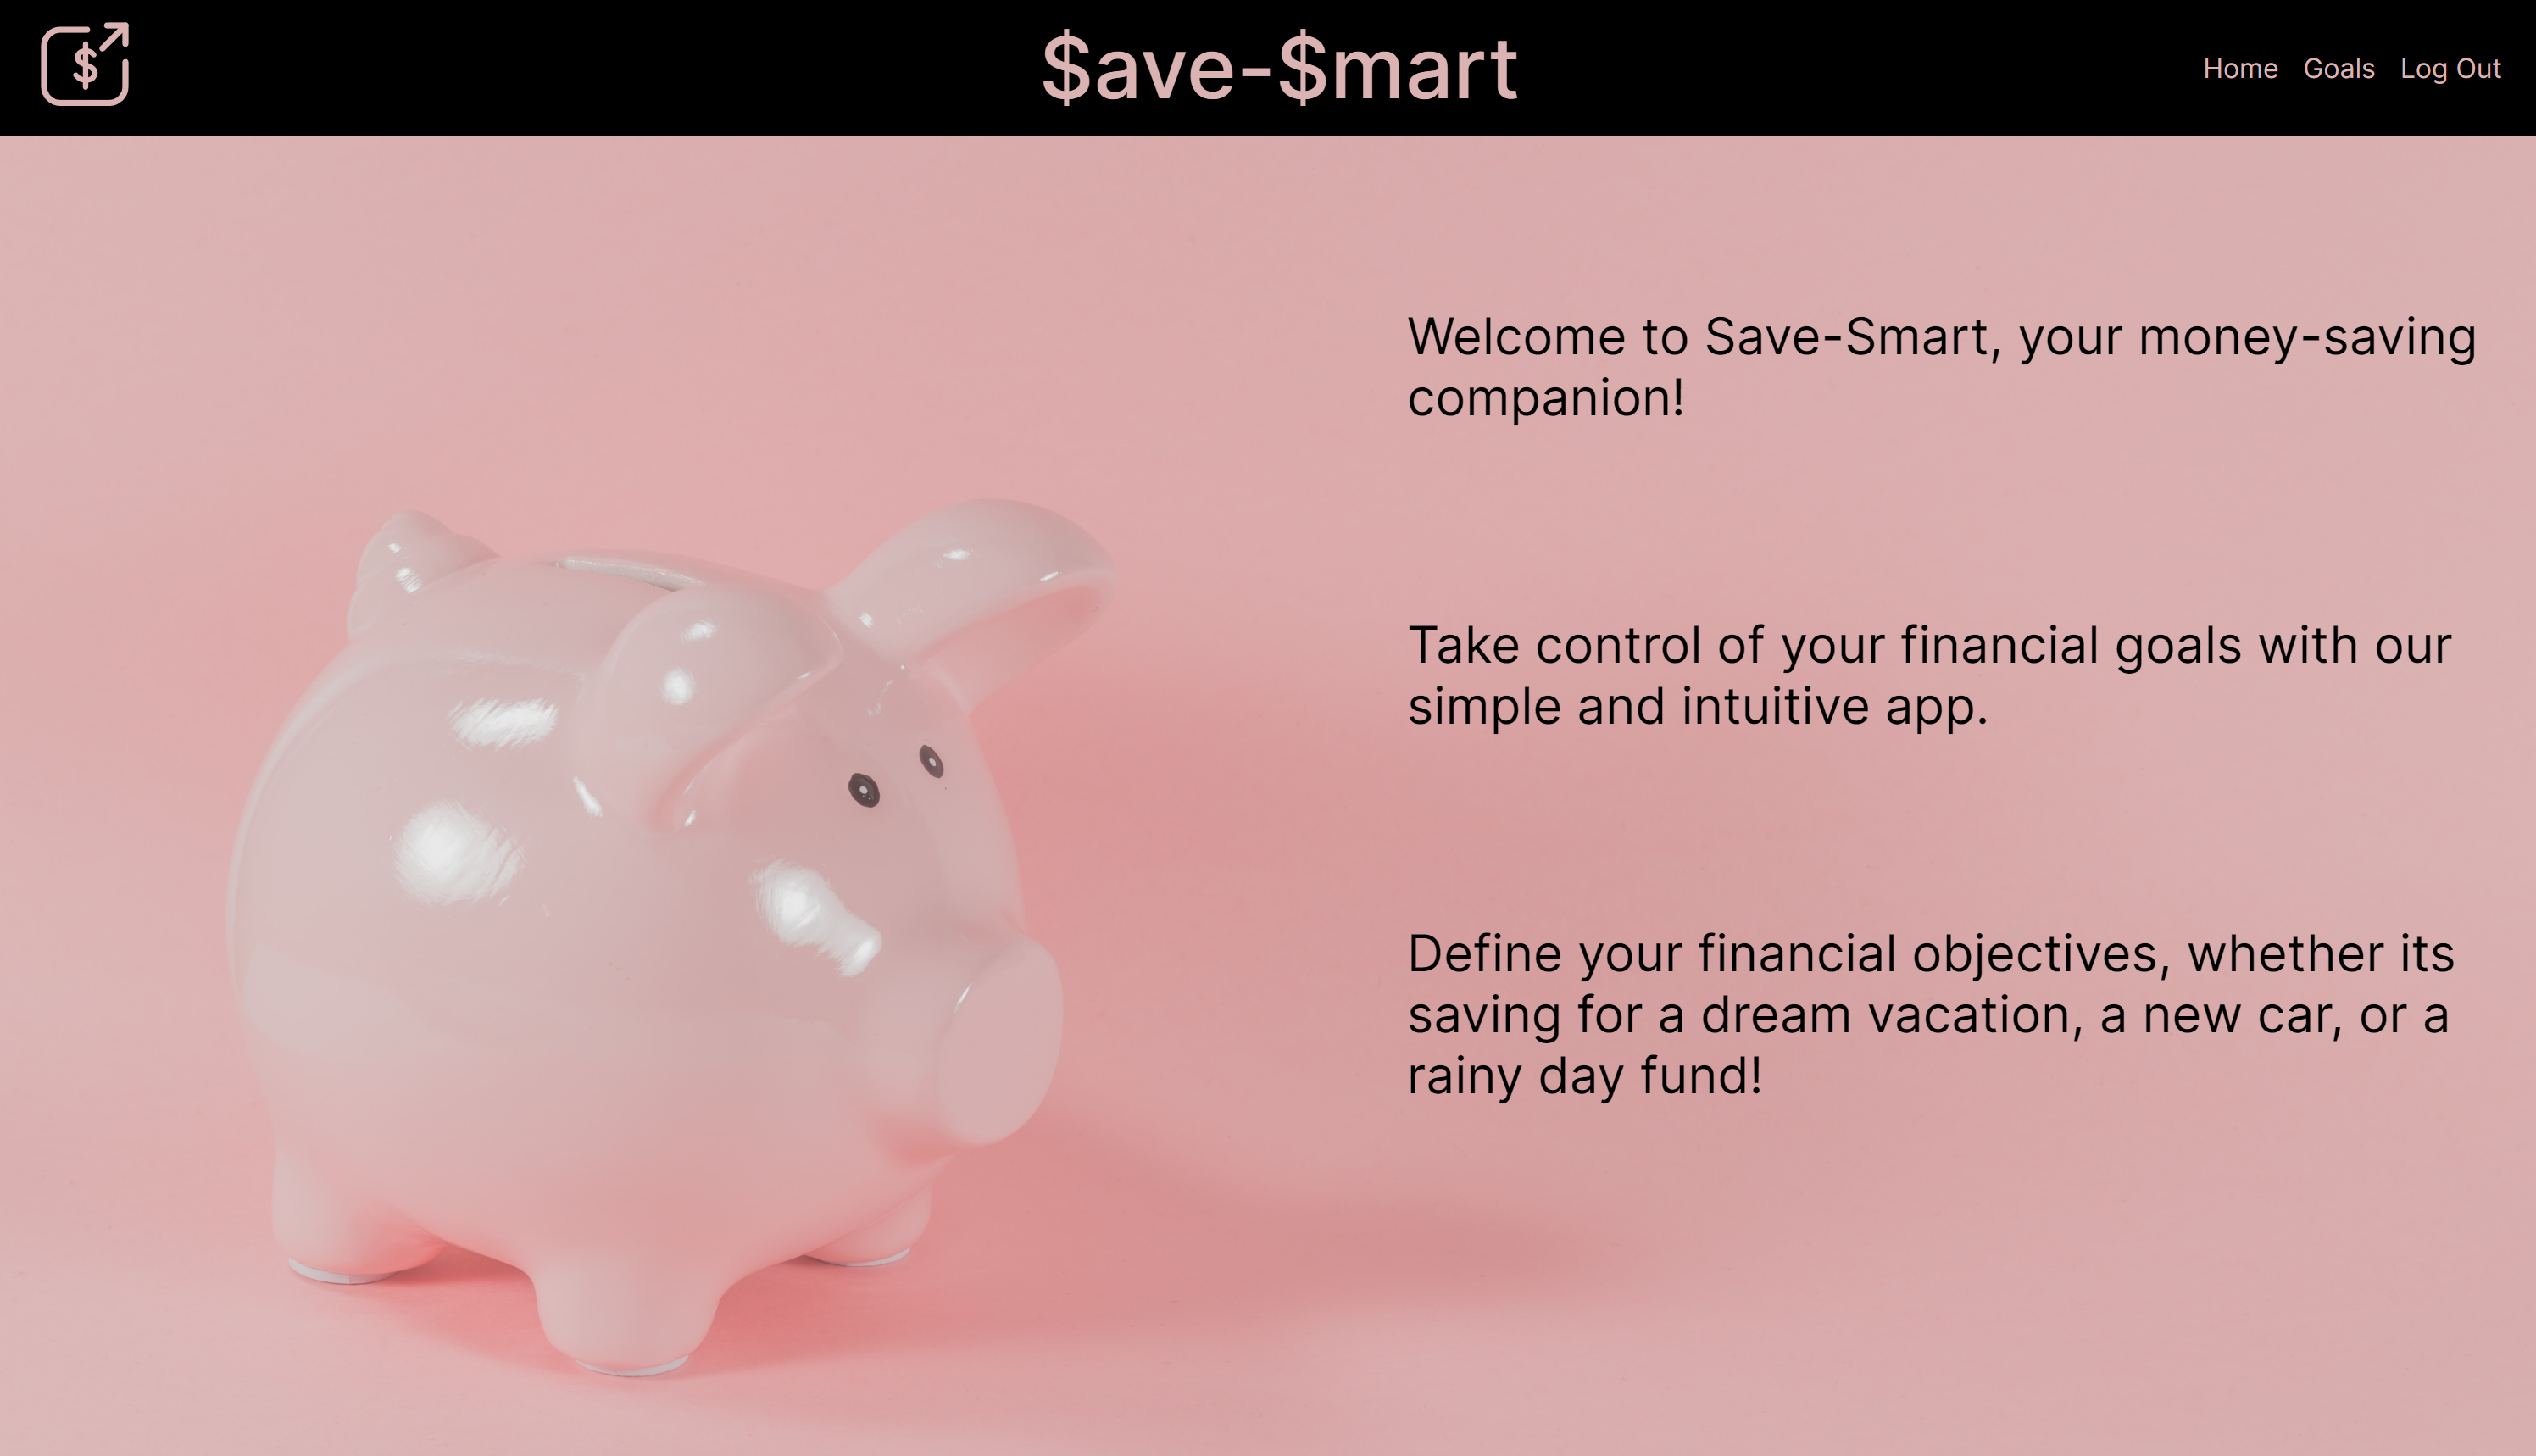 $
$ave-$mart
Home Goals Log Out
Welcome to Save-Smart, your money-saving
companion!
Take control of your financial goals with our
simple and intuitive app.
Define your financial objectives, whether its
saving for a dream vacation, a new car, or a
rainy day fund!